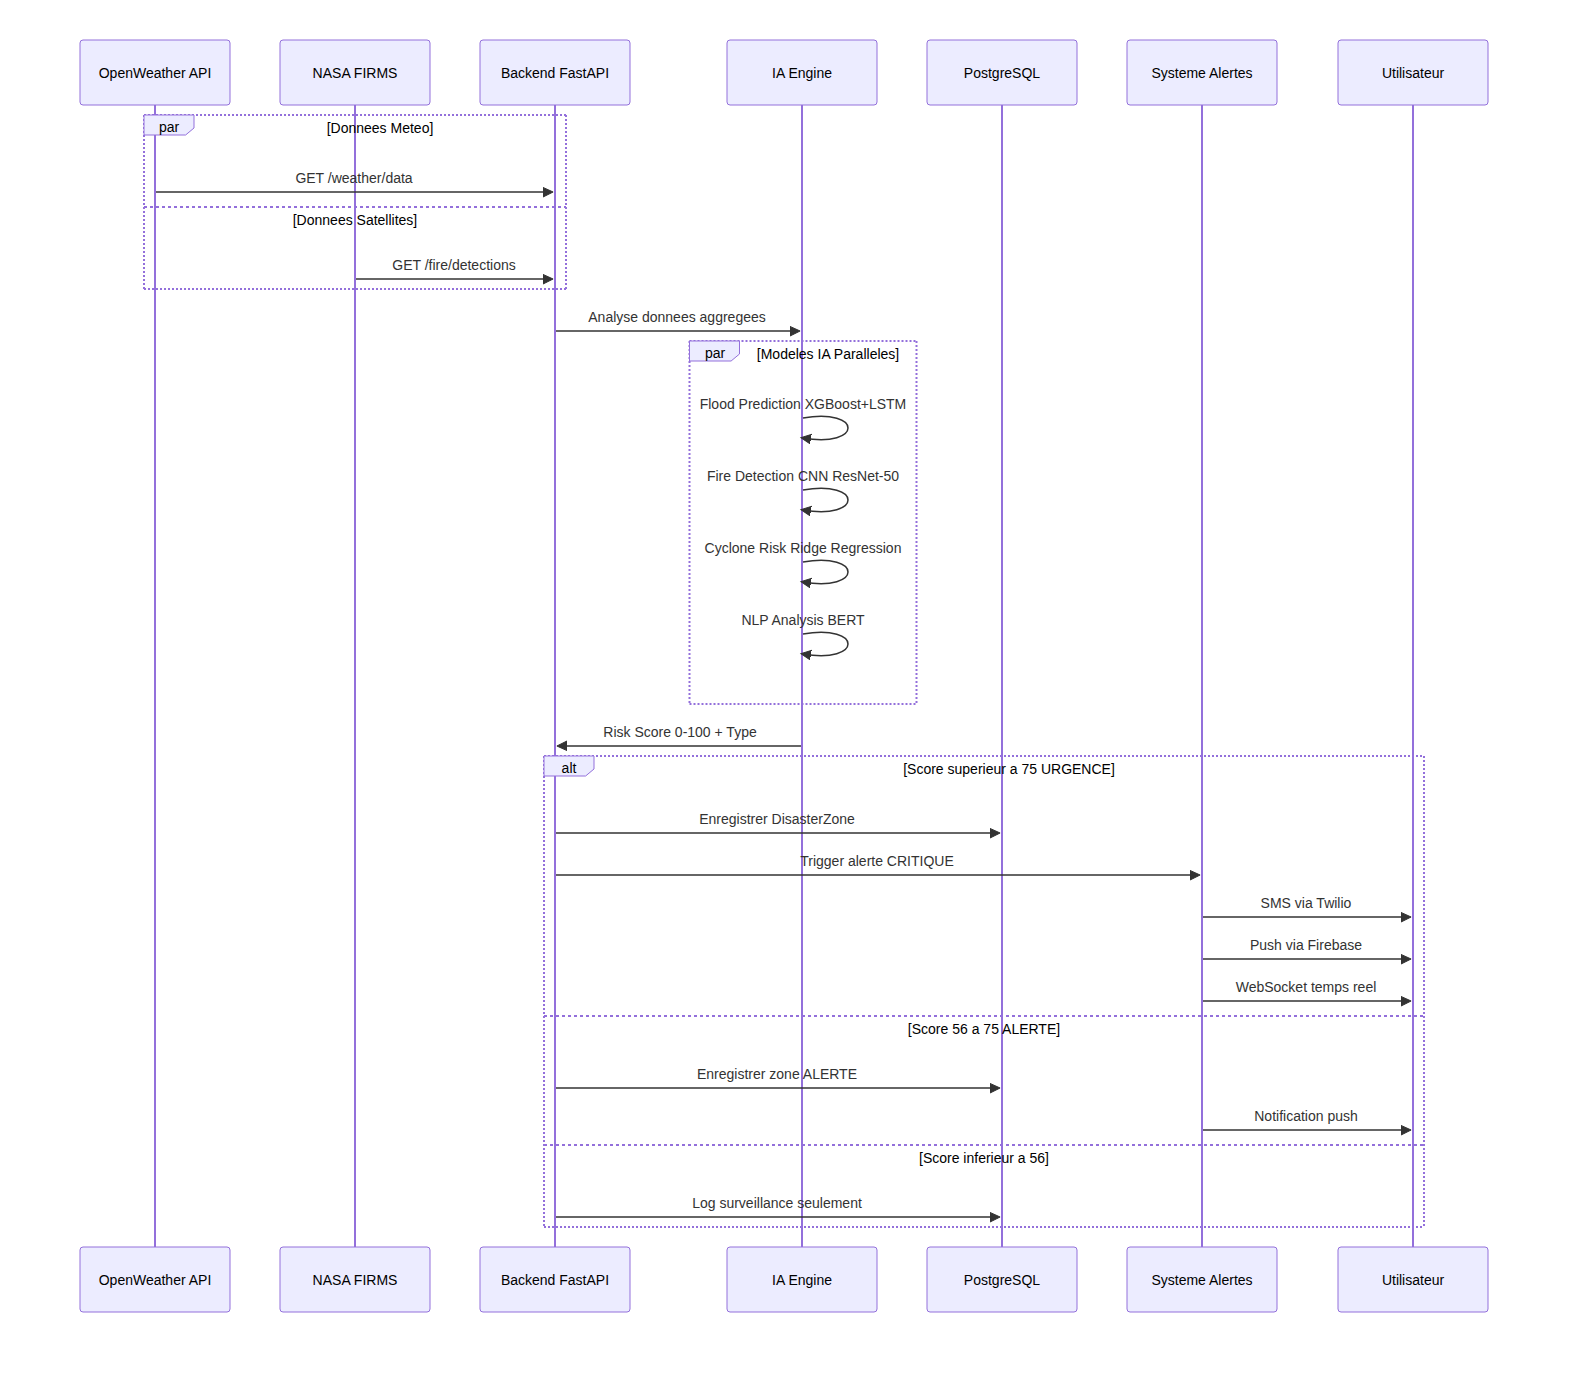 OpenWeather API
NASA FIRMS
Backend FastAPI
IA Engine
PostgreSQL
Systeme Alertes
Utilisateur
par
[Donnees Meteo]
GET /weather/data
[Donnees Satellites]
GET /fire/detections
Analyse donnees aggregees
par
[Modeles IA Paralleles]
Flood Prediction XGBoost+LSTM
Fire Detection CNN ResNet-50
Cyclone Risk Ridge Regression
NLP Analysis BERT
Risk Score 0-100 + Type
alt
[Score superieur a 75 URGENCE]
Enregistrer DisasterZone
Trigger alerte CRITIQUE
SMS via Twilio
Push via Firebase
WebSocket temps reel
[Score 56 a 75 ALERTE]
Enregistrer zone ALERTE
Notification push
[Score inferieur a 56]
Log surveillance seulement
OpenWeather API
NASA FIRMS
Backend FastAPI
IA Engine
PostgreSQL
Systeme Alertes
Utilisateur